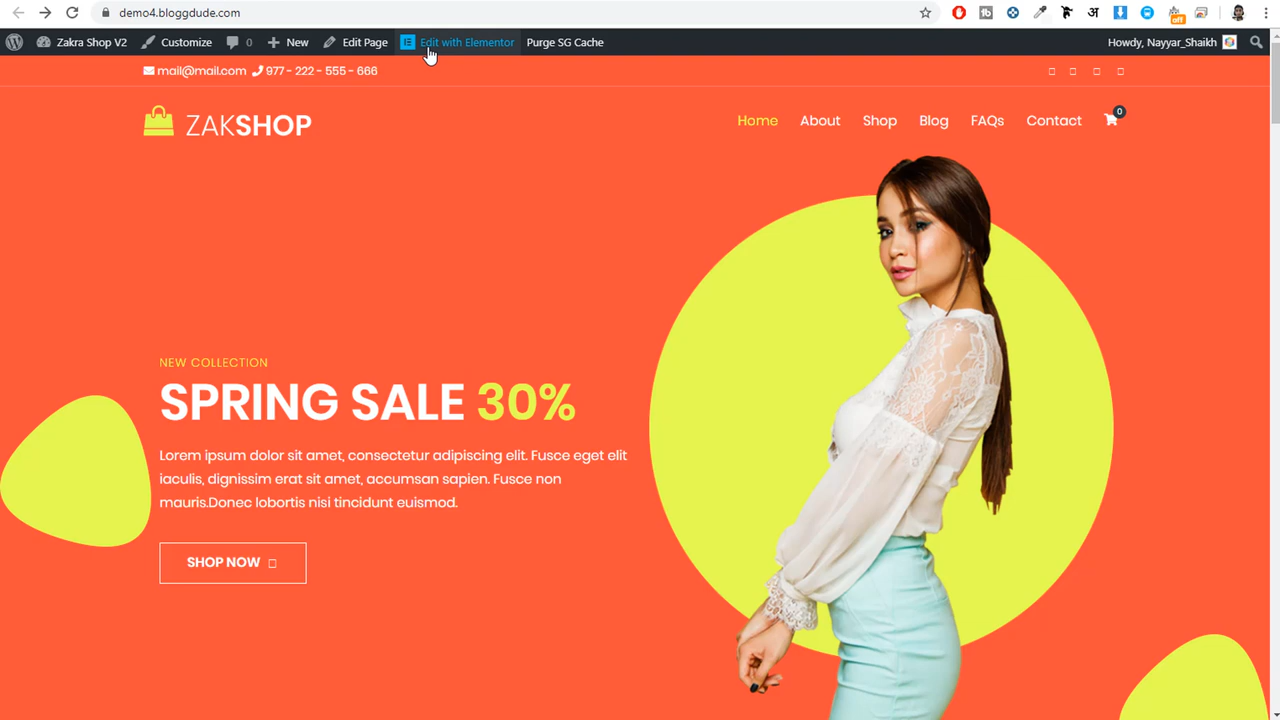 demo4.bloggdude.com
off
Zakra Shop V2 Customize 0 New Edit Page Edit with Elementor Purge SG Cache Howdy, Nayyar_Shaikh
mail@mail.com 977 - 222 - 555 - 666
ZAKSHOP Home About Shop Blog FAQs Contact 0
NEW COLLECTION
SPRING SALE 30%
Lorem ipsum dolor sit amet, consectetur adipiscing elit. Fusce eget elit
iaculis, dignissim erat sit amet, accumsan sapien. Fusce non
mauris.Donec lobortis nisi tincidunt euismod.
SHOP NOW